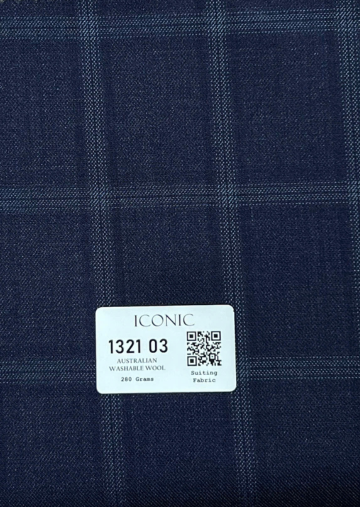 ICONIC
1321 03
AUSTRALIAN
WASHABLE WOOL
280 Grams
Suiting
Fabric